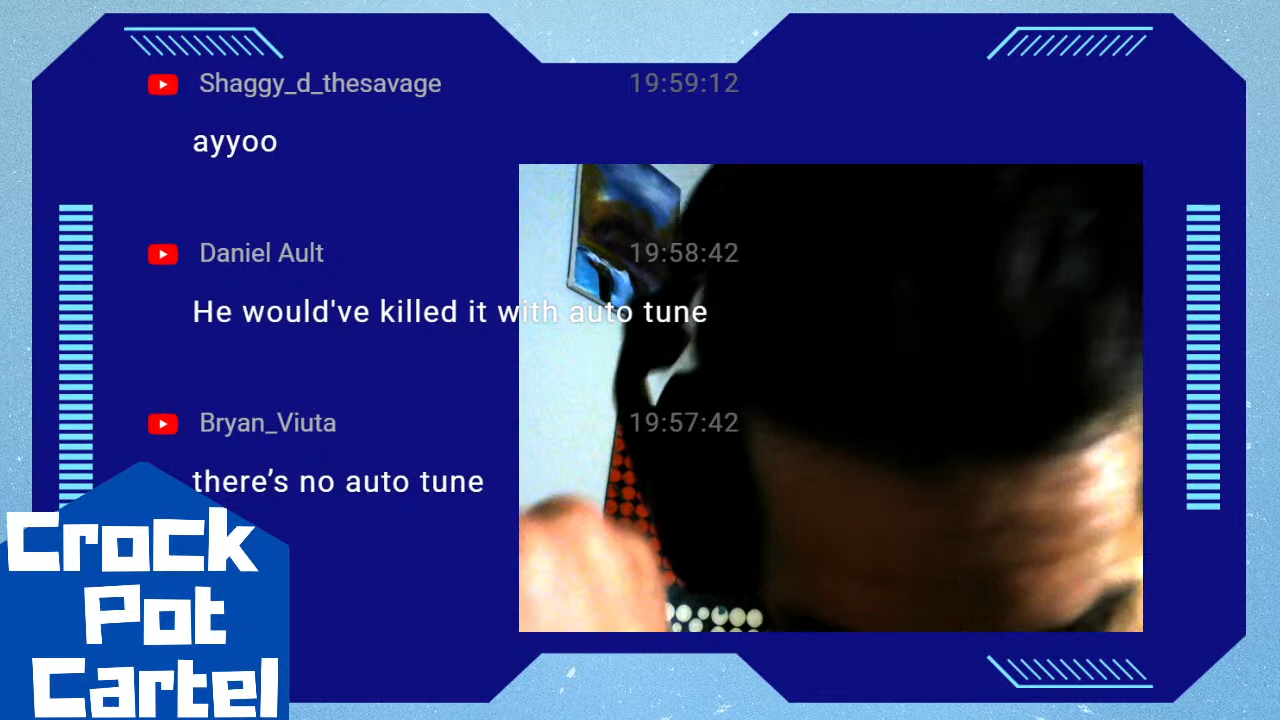 Shaggy_d_thesavage 19:59:12
ayyoo
Daniel Ault 19:58:42
He would've killed it with auto tune
Bryan_Viuta 19:57:42
there’s no auto tune
Crock
Pot
Cartel